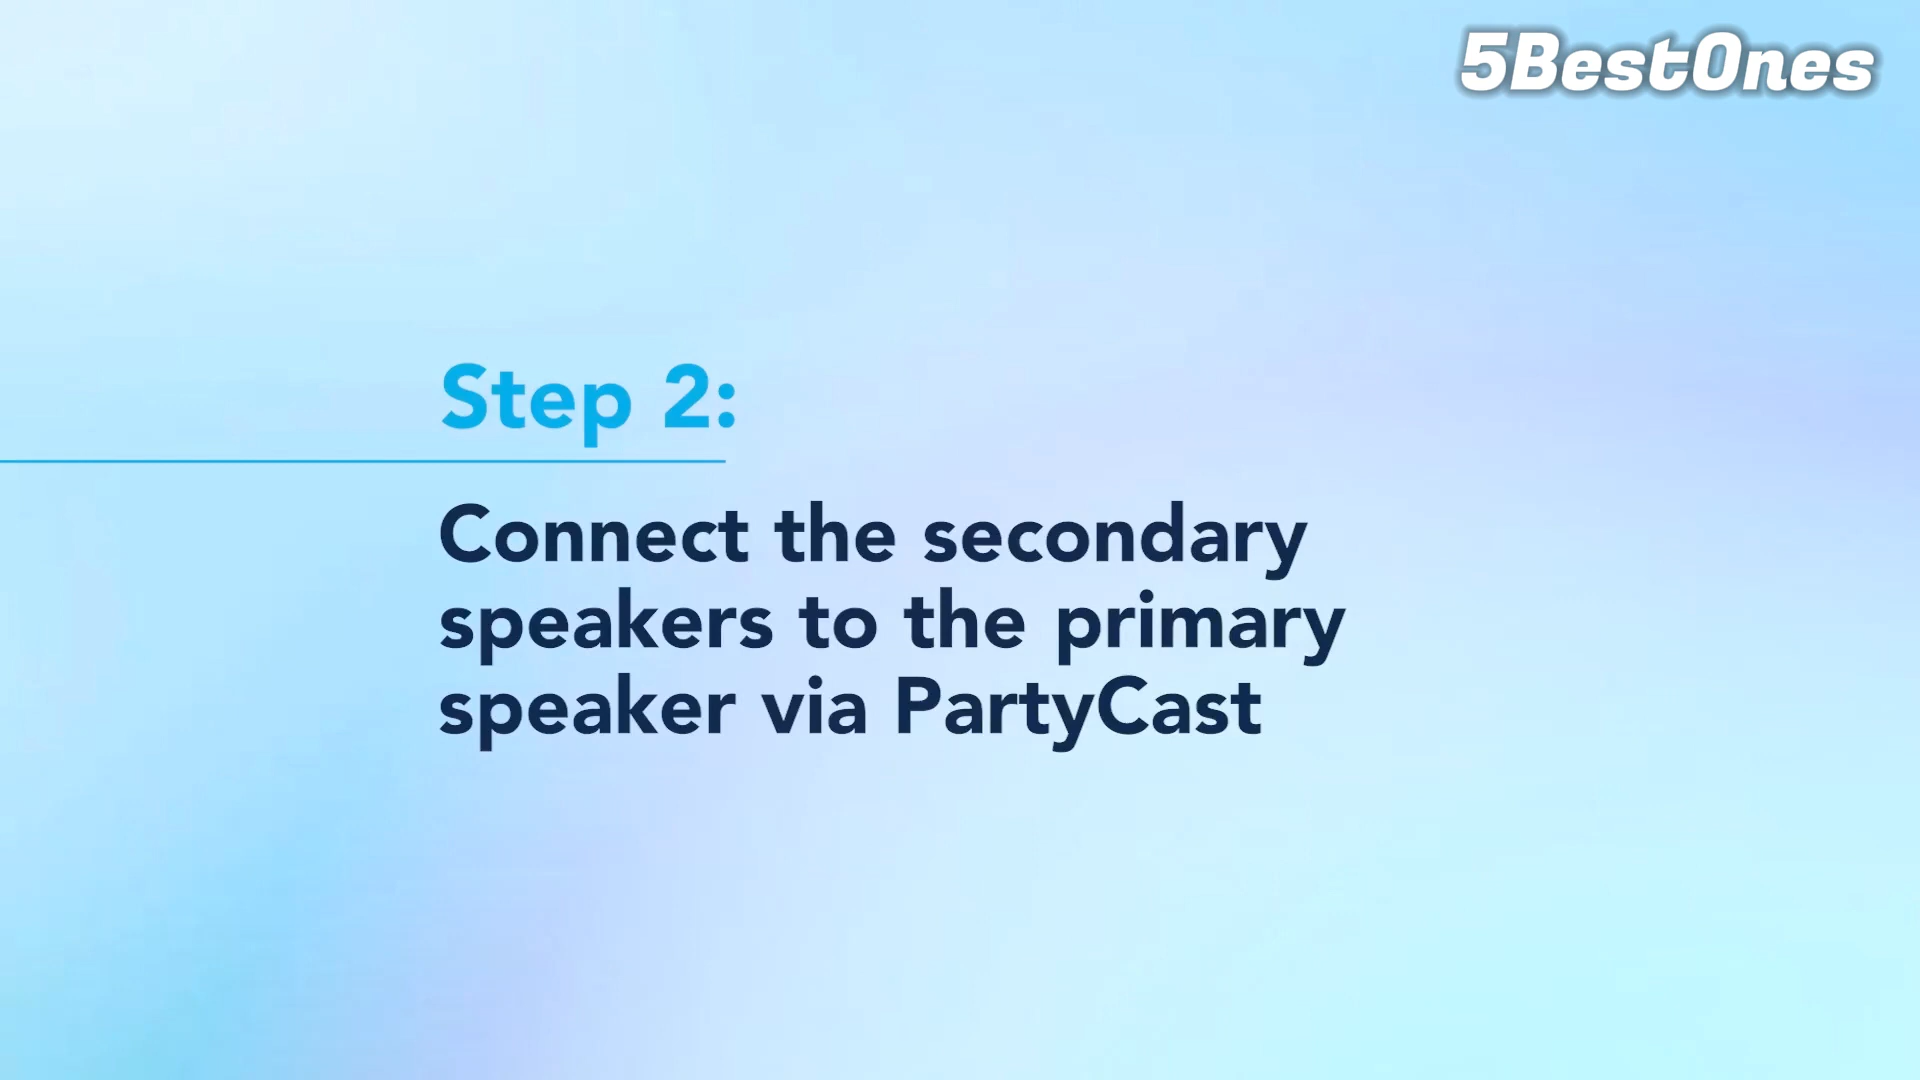 5BestOnes
Step 2:
Connect the secondary
speakers to the primary
speaker via PartyCast